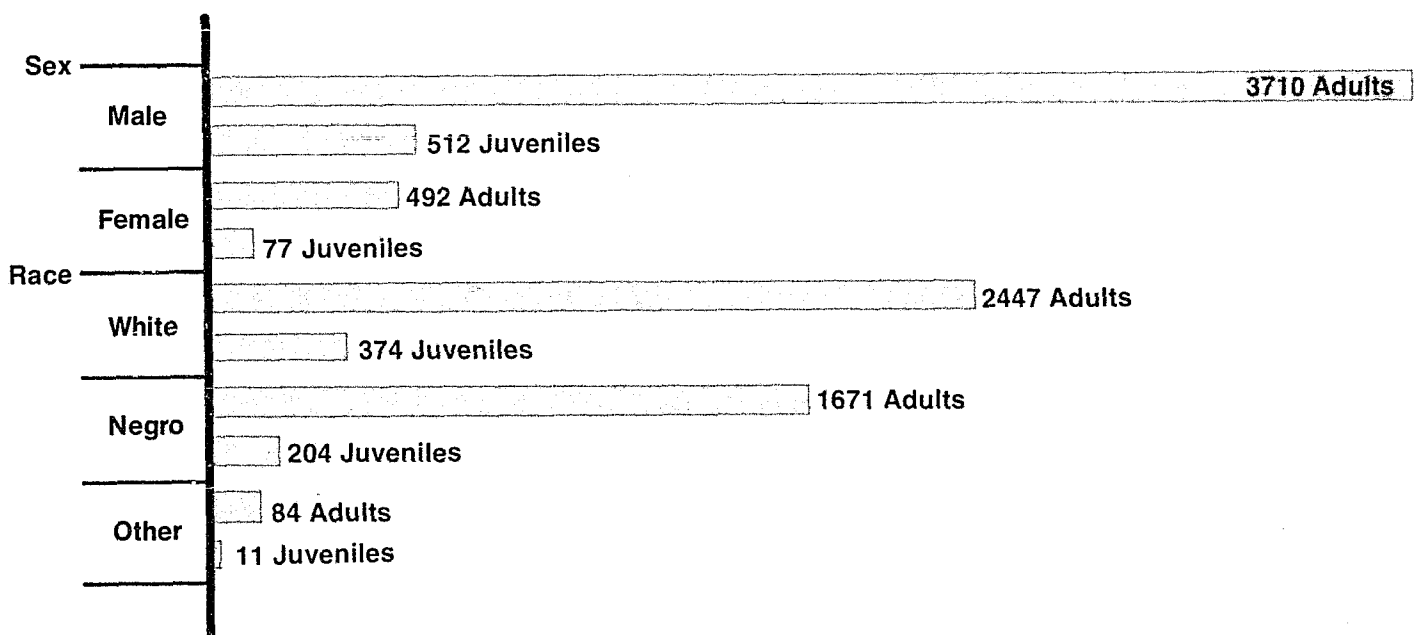 Sex
3710 Adults
Male
512 Juveniles
492 Adults
Female
77 Juveniles
Race
2447 Adults
White
374 Juveniles
1671 Adults
Negro
204 Juveniles
84 Adults
Other
11 Juveniles